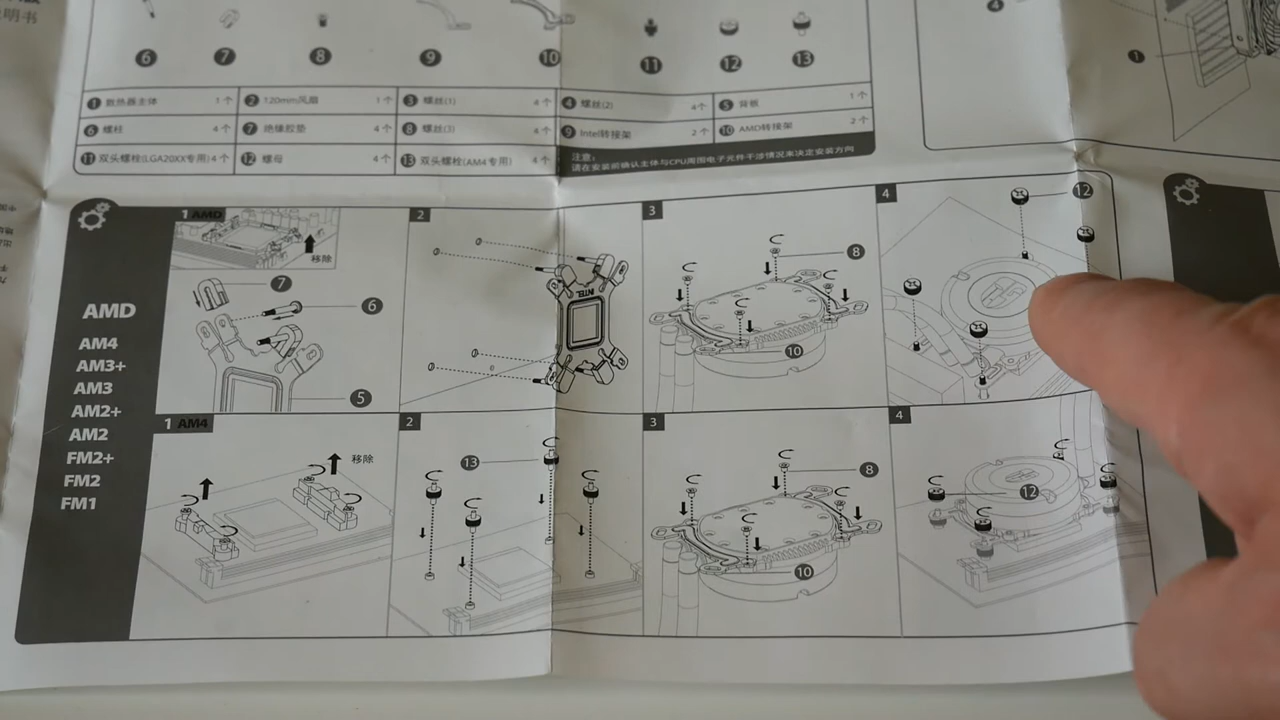 明书
4
1
6
7
8
9
10
11
12
13
1 散热器主体 1个
2 120mm风扇 1个
3 螺丝(1) 4个
4 螺丝(2) 4个
5 背板 1个
6 螺柱 4个
7 绝缘胶垫 4个
8 螺丝(3) 4个
9 Intel转接架 2个
10 AMD转接架 2个
11 双头螺栓(LGA20XX专用) 4个
12 螺母 4个
13 双头螺栓(AM4专用) 4个
注意:
请在安装前确认主体与CPU周围电子元件干涉情况来决定安装方向
AMD
AM4
AM3+
AM3
AM2+
AM2
FM2+
FM2
FM1
1 AMD
移除
7
6
5
2
INTEL
3
8
10
4
12
1 AM4
移除
2
13
3
8
10
4
12